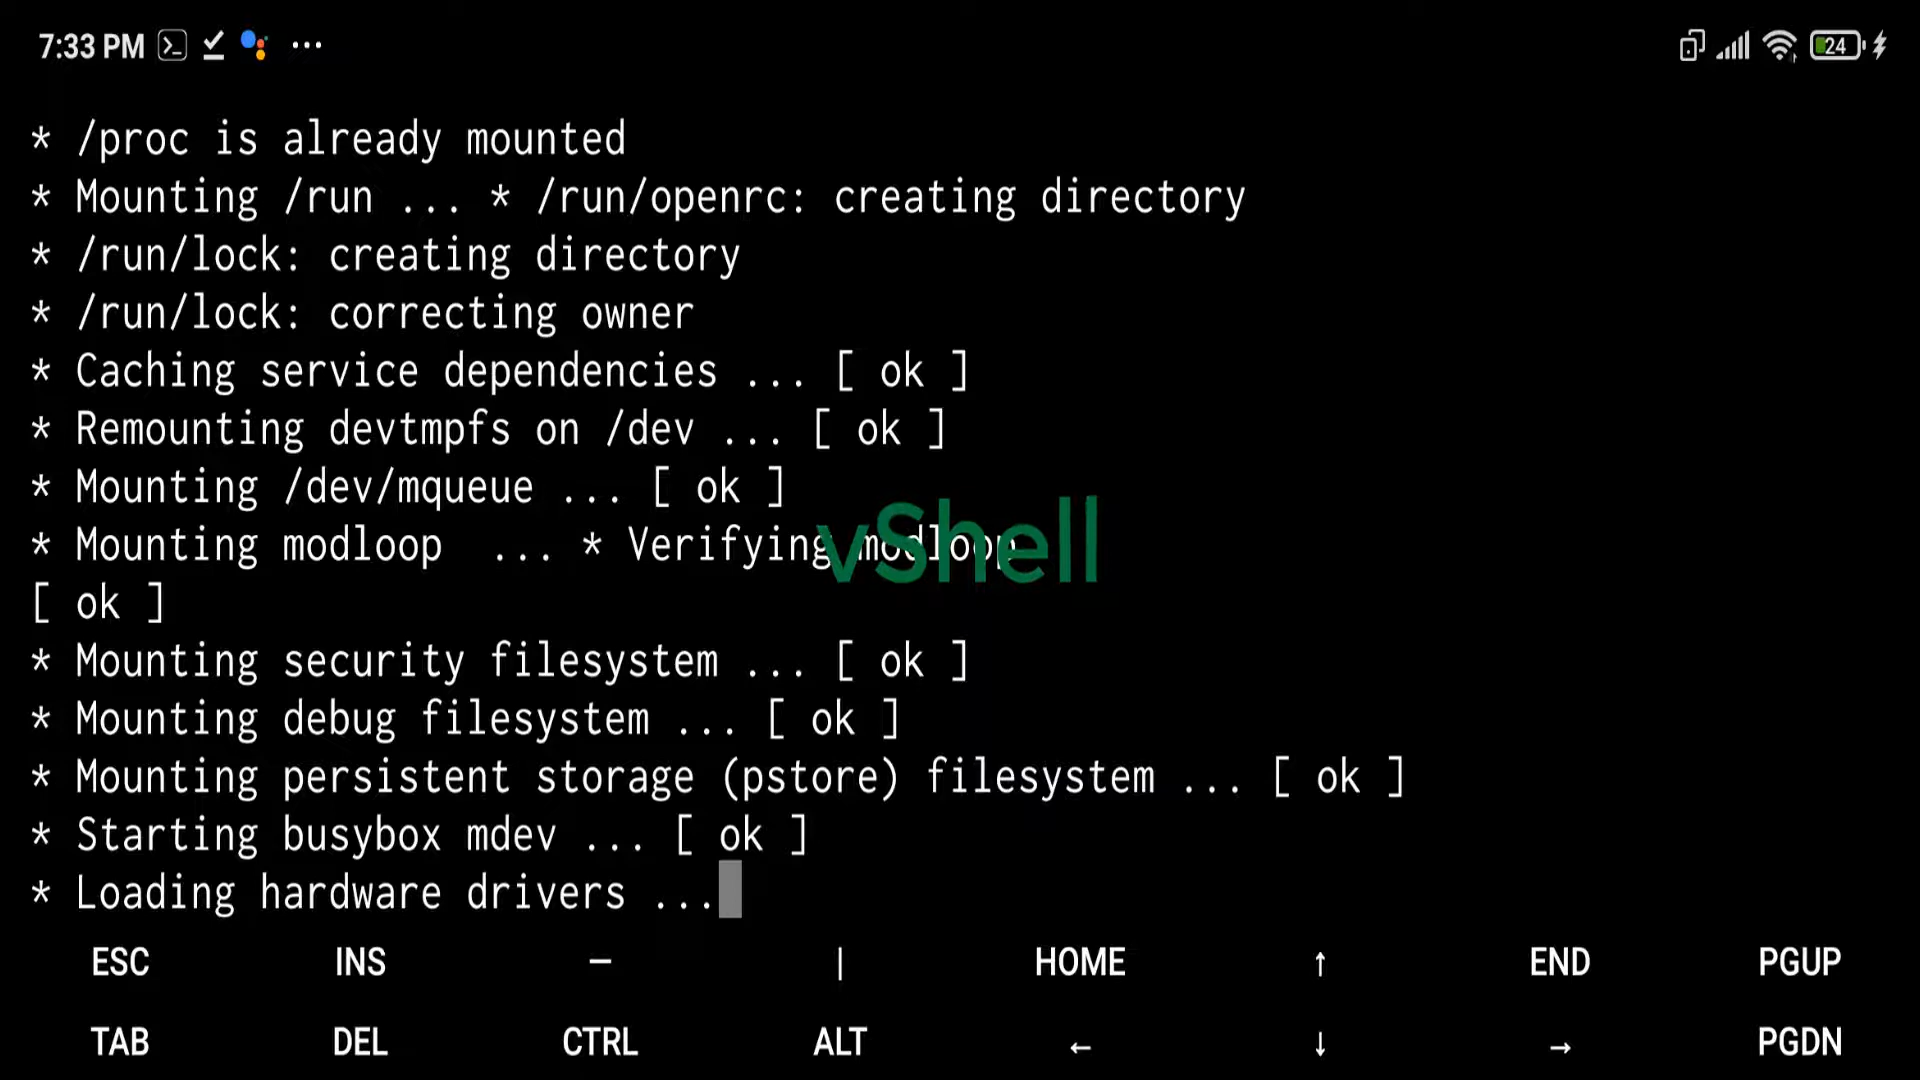 7:33 PM ...
24
* /proc is already mounted
* Mounting /run ... * /run/openrc: creating directory
* /run/lock: creating directory
* /run/lock: correcting owner
* Caching service dependencies ... [ ok ]
* Remounting devtmpfs on /dev ... [ ok ]
* Mounting /dev/mqueue ... [ ok ]
* Mounting modloop  ... * Verifying modloop
vShell
[ ok ]
* Mounting security filesystem ... [ ok ]
* Mounting debug filesystem ... [ ok ]
* Mounting persistent storage (pstore) filesystem ... [ ok ]
* Starting busybox mdev ... [ ok ]
* Loading hardware drivers ...
ESC INS — | HOME ↑ END PGUP
TAB DEL CTRL ALT ← ↓ → PGDN